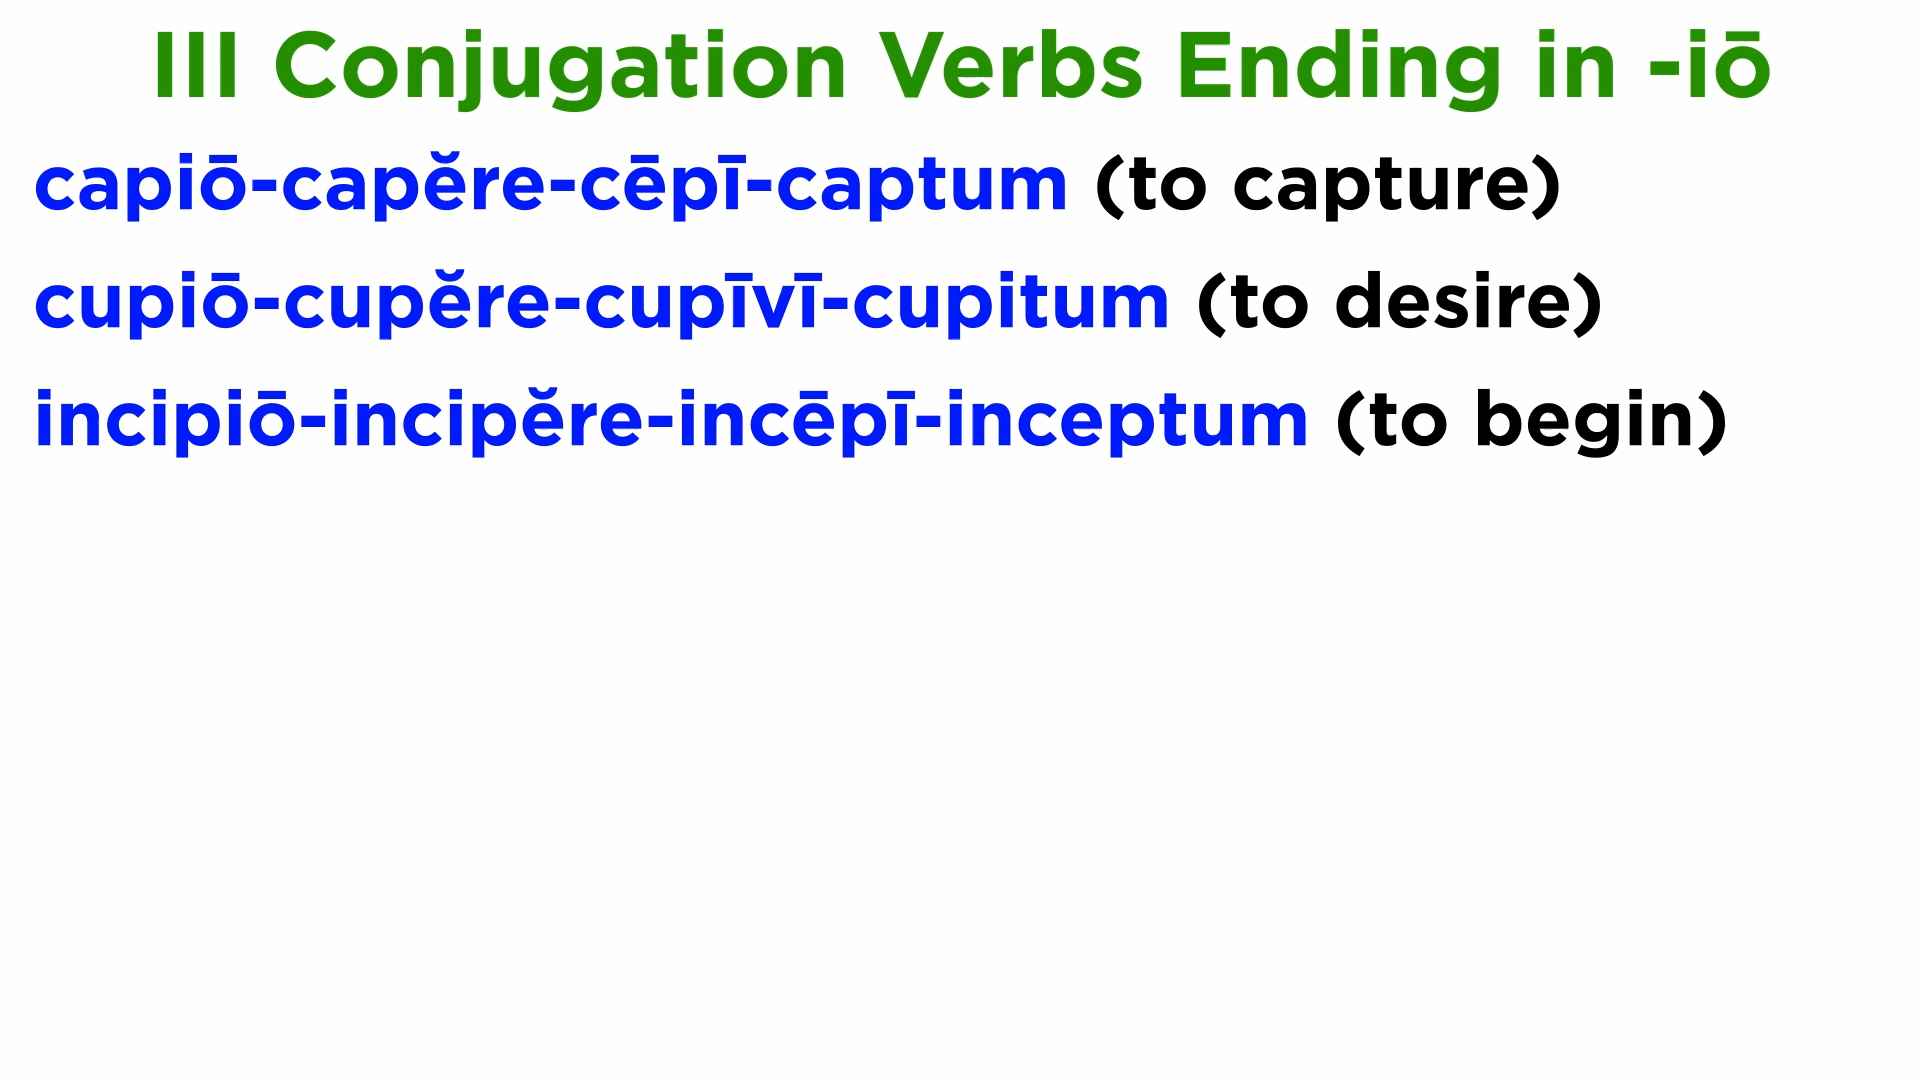 III Conjugation Verbs Ending in -iō
capiō-capĕre-cēpī-captum (to capture)
cupiō-cupĕre-cupīvī-cupitum (to desire)
incipiō-incipĕre-incēpī-inceptum (to begin)